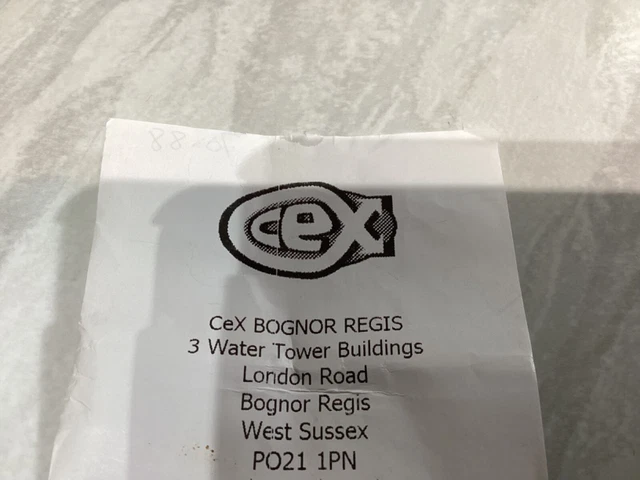 cex
CeX BOGNOR REGIS
3 Water Tower Buildings
London Road
Bognor Regis
West Sussex
PO21 1PN